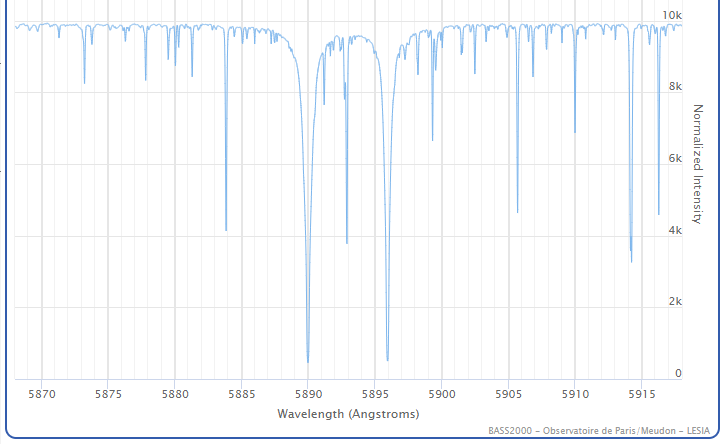 10k
8k
6k
4k
2k
0
Normalized Intensity
5870 5875 5880 5885 5890 5895 5900 5905 5910 5915
Wavelength (Angstroms)
BASS2000 – Observatoire de Paris/Meudon – LESIA